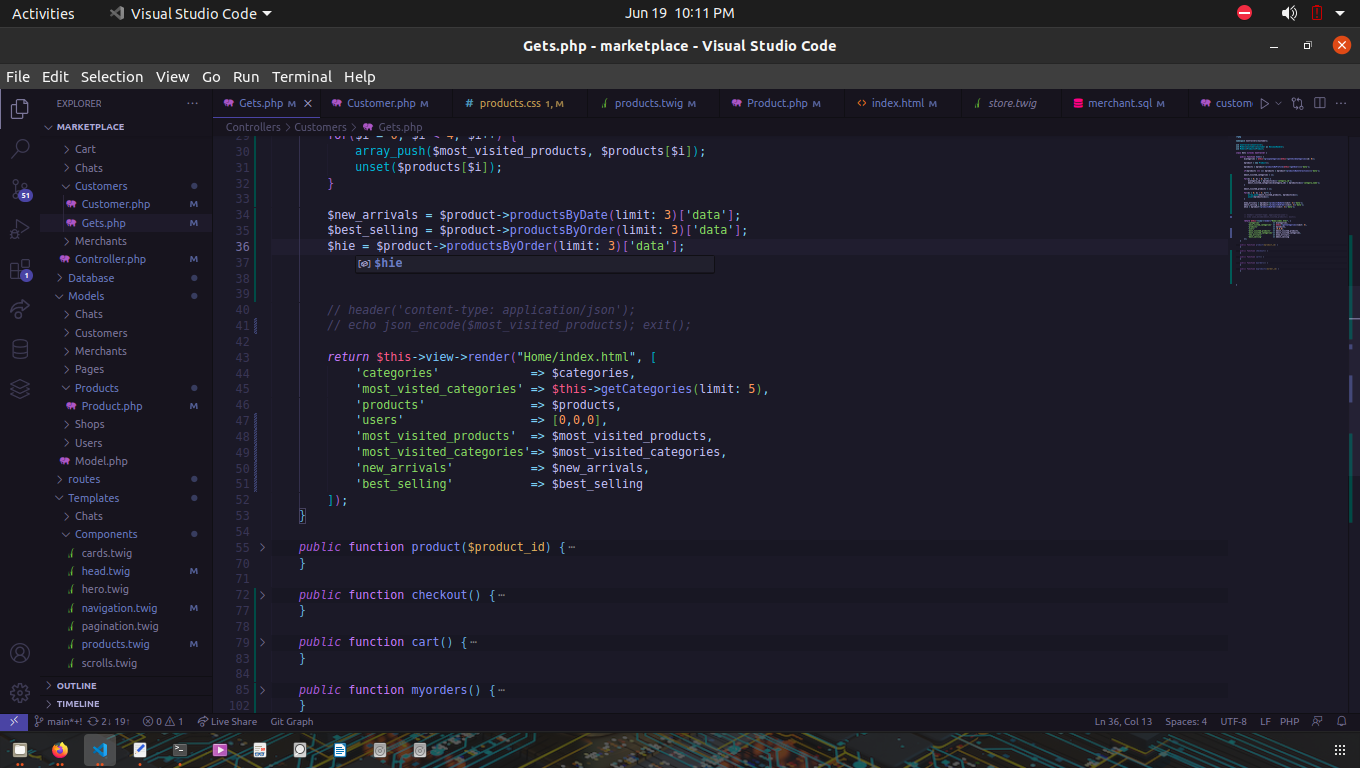 Activities
Visual Studio Code
Jun 19 10:11 PM
Gets.php - marketplace - Visual Studio Code
File Edit Selection View Go Run Terminal Help
EXPLORER ···
Gets.php M
Customer.php M
products.css 1, M
products.twig M
Product.php M
index.html M
store.twig
merchant.sql M
custom
MARKETPLACE
Controllers > Customers > Gets.php
Cart
Chats
Customers
Customer.php M
Gets.php M
Merchants
Controller.php M
Database
Models
Chats
Customers
Merchants
Pages
Products
Product.php M
Shops
Users
Model.php
routes
Templates
Chats
Components
cards.twig
head.twig M
hero.twig
navigation.twig M
pagination.twig
products.twig M
scrolls.twig
OUTLINE
TIMELINE
51
1
30 array_push($most_visited_products, $products[$i]);
31 unset($products[$i]);
32 }
33
34 $new_arrivals = $product->productsByDate(limit: 3)['data'];
35 $best_selling = $product->productsByOrder(limit: 3)['data'];
36 $hie = $product->productsByOrder(limit: 3)['data'];
37 $hie
38
39
40 // header('content-type: application/json');
41 // echo json_encode($most_visited_products); exit();
42
43 return $this->view->render("Home/index.html", [
44 'categories' => $categories,
45 'most_visted_categories' => $this->getCategories(limit: 5),
46 'products' => $products,
47 'users' => [0,0,0],
48 'most_visited_products' => $most_visited_products,
49 'most_visited_categories'=> $most_visited_categories,
50 'new_arrivals' => $new_arrivals,
51 'best_selling' => $best_selling
52 ]);
53 }
54
55 public function product($product_id) {···
70 }
71
72 public function checkout() {···
77 }
78
79 public function cart() {···
83 }
84
85 public function myorders() {···
102 }
main*+! 2↓ 19↑ 0 1 Live Share Git Graph
Ln 36, Col 13 Spaces: 4 UTF-8 LF PHP